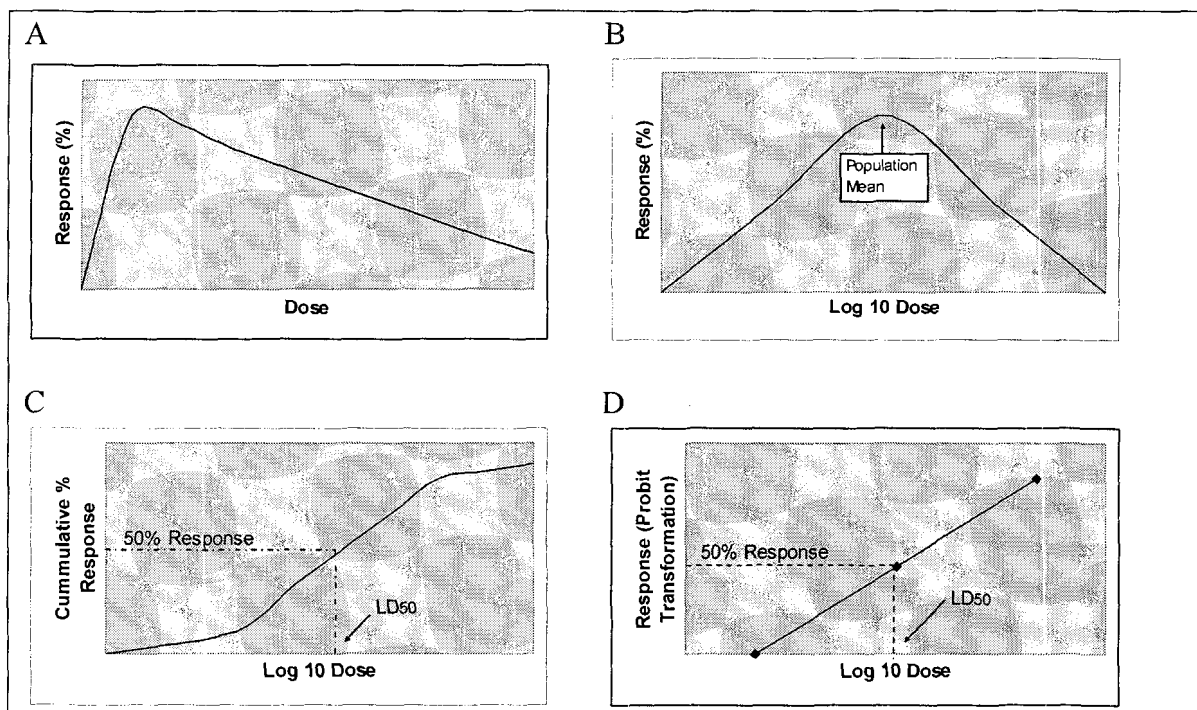 A
Response (%)
Dose
B
Response (%)
Population
Mean
Log 10 Dose
C
Cummulative %
Response
50% Response
LD50
Log 10 Dose
D
Response (Probit
Transformation)
50% Response
LD50
Log 10 Dose